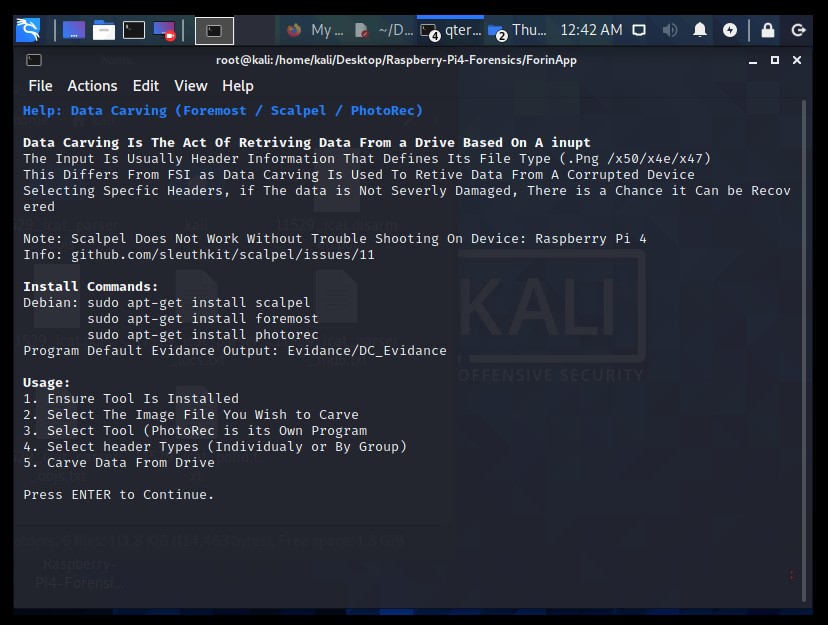 My ... ~/D... 4 qter... 2 Thu... 12:42 AM
root@kali:/home/kali/Desktop/Raspberry-Pi4-Forensics/ForinApp
File Actions Edit View Help
Help: Data Carving (Foremost / Scalpel / PhotoRec)
Data Carving Is The Act Of Retriving Data From a Drive Based On A inupt
The Input Is Usually Header Information That Defines Its File Type (.Png /x50/x4e/x47)
This Differs From FSI as Data Carving Is Used To Retive Data From A Corrupted Device
Selecting Specfic Headers, if The data is Not Severly Damaged, There is a Chance it Can be Recov
ered
Note: Scalpel Does Not Work Without Trouble Shooting On Device: Raspberry Pi 4
Info: github.com/sleuthkit/scalpel/issues/11
Install Commands:
Debian: sudo apt-get install scalpel
sudo apt-get install foremost
sudo apt-get install photorec
Program Default Evidance Output: Evidance/DC_Evidance
Usage:
1. Ensure Tool Is Installed
2. Select The Image File You Wish to Carve
3. Select Tool (PhotoRec is its Own Program
4. Select header Types (Individualy or By Group)
5. Carve Data From Drive
Press ENTER to Continue.
KALI
OFFENSIVE SECURITY
Raspberry-
Pi4-Forensi...